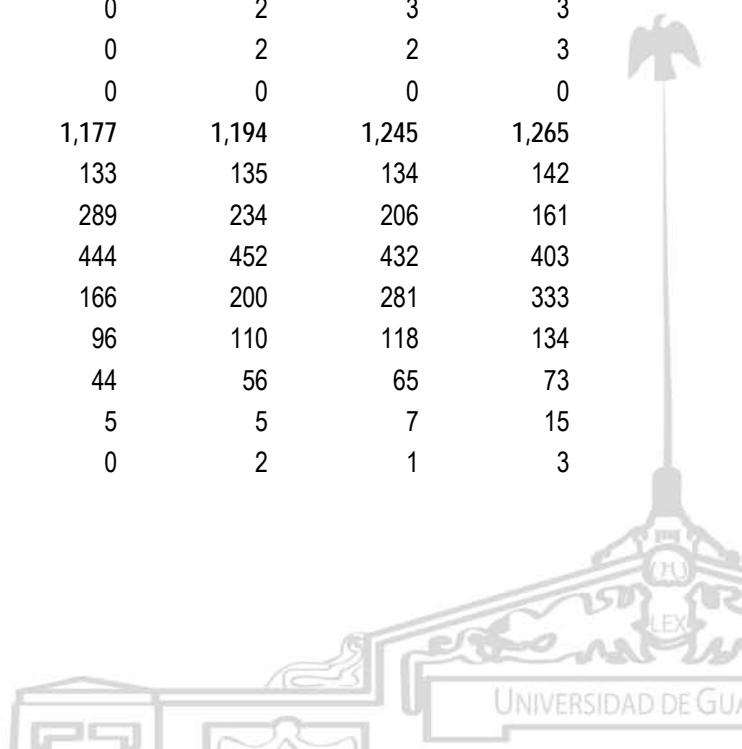 0 2 3 3
0 2 2 3
0 0 0 0
1,177 1,194 1,245 1,265
133 135 134 142
289 234 206 161
444 452 432 403
166 200 281 333
96 110 118 134
44 56 65 73
5 5 7 15
0 2 1 3
LEX
UNIVERSIDAD DE GUA